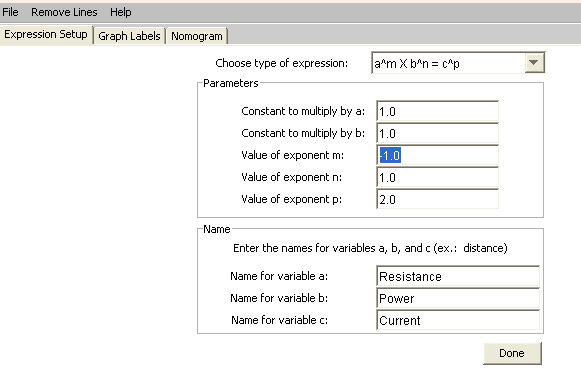 File Remove Lines Help
Expression Setup Graph Labels Nomogram
Choose type of expression: a^m X b^n = c^p
Parameters
Constant to multiply by a: 1.0
Constant to multiply by b: 1.0
Value of exponent m: -1.0
Value of exponent n: 1.0
Value of exponent p: 2.0
Name
Enter the names for variables a, b, and c (ex.: distance)
Name for variable a: Resistance
Name for variable b: Power
Name for variable c: Current
Done